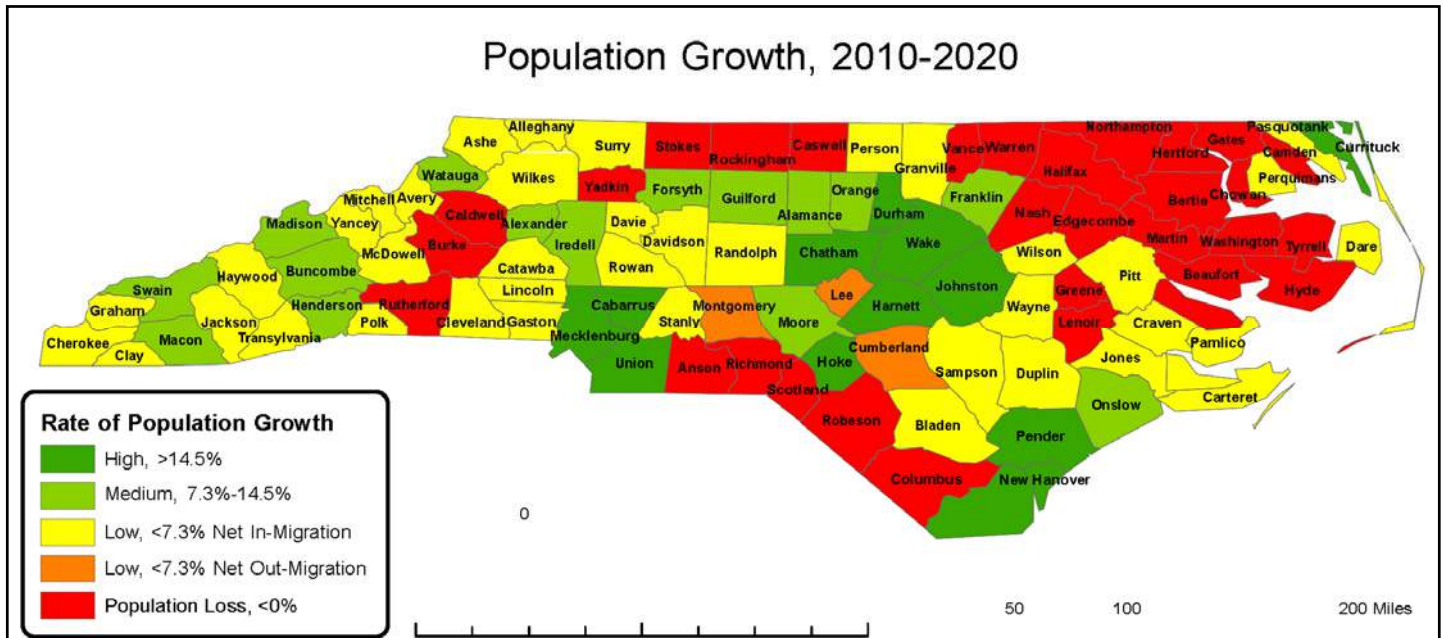 Population Growth, 2010-2020
Alleghany
Ashe
Surry
Stokes
Rockingham
Caswell
Person
Granville
Vance
Warren
Northampton
Gates
Pasquotank
Currituck
Camden
Hertford
Halifax
Perquimans
Chowan
Bertie
Watauga
Wilkes
Yadkin
Forsyth
Guilford
Alamance
Orange
Durham
Franklin
Nash
Edgecombe
Mitchell
Avery
Caldwell
Alexander
Iredell
Davie
Davidson
Randolph
Chatham
Wake
Wilson
Martin
Washington
Tyrrell
Dare
Madison
Yancey
McDowell
Burke
Catawba
Rowan
Pitt
Beaufort
Hyde
Swain
Haywood
Buncombe
Lincoln
Johnston
Greene
Graham
Henderson
Rutherford
Cabarrus
Montgomery
Lee
Harnett
Wayne
Lenoir
Craven
Pamlico
Cherokee
Clay
Macon
Jackson
Transylvania
Polk
Cleveland
Gaston
Mecklenburg
Stanly
Moore
Cumberland
Jones
Union
Anson
Richmond
Hoke
Scotland
Sampson
Duplin
Onslow
Carteret
Robeson
Bladen
Pender
Columbus
New Hanover
Rate of Population Growth
High, >14.5%
Medium, 7.3%-14.5%
Low, <7.3% Net In-Migration
Low, <7.3% Net Out-Migration
Population Loss, <0%
0
50
100
200 Miles